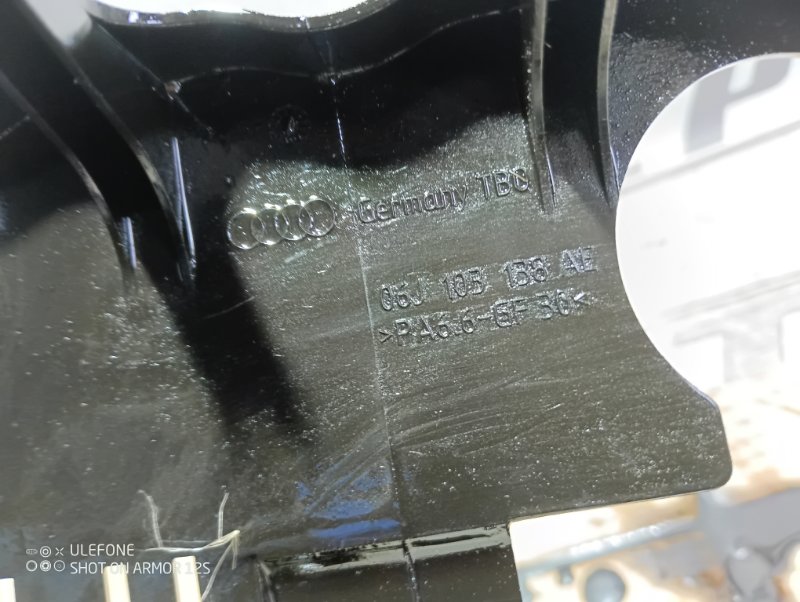 Germany TBC
06J 103 138 AE
>PA6.6-GF30<
ULEFONE
SHOT ON ARMOR 12S